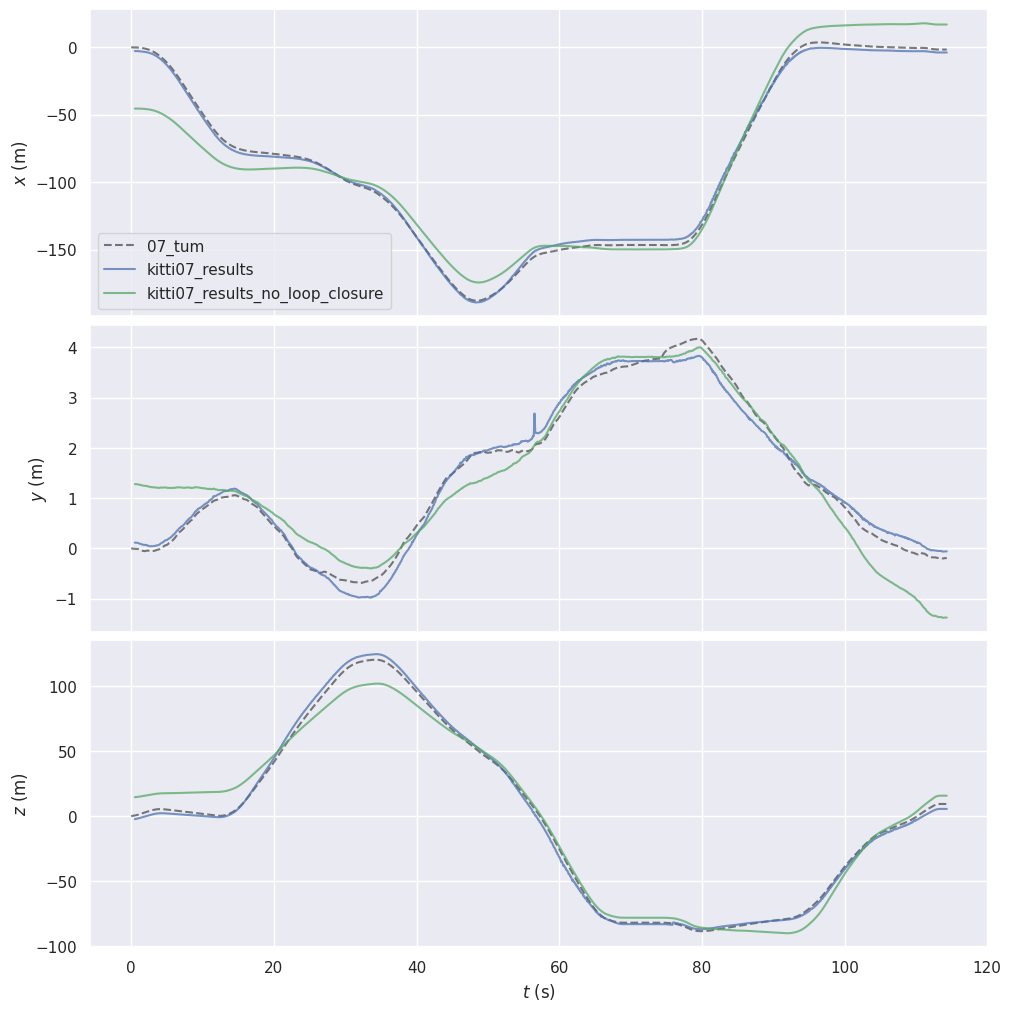 x (m)
0
−50
−100
−150
07_tum
kitti07_results
kitti07_results_no_loop_closure
y (m)
4
3
2
1
0
−1
z (m)
100
50
0
−50
−100
0 20 40 60 80 100 120
t (s)